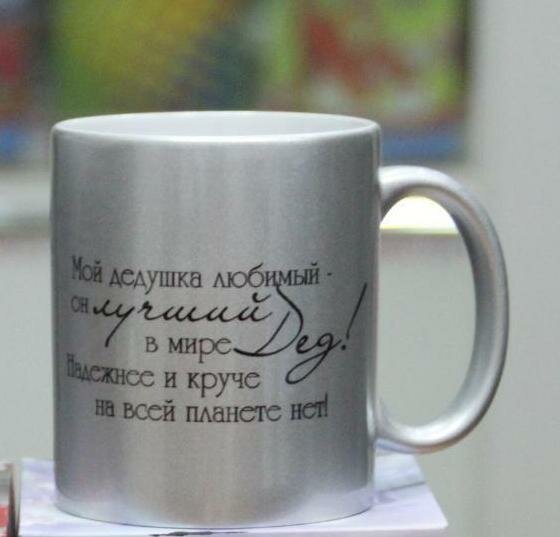 Мой дедушка любимый -
он лучший
в мире Дед!
Надежнее и круче
на всей планете нет!